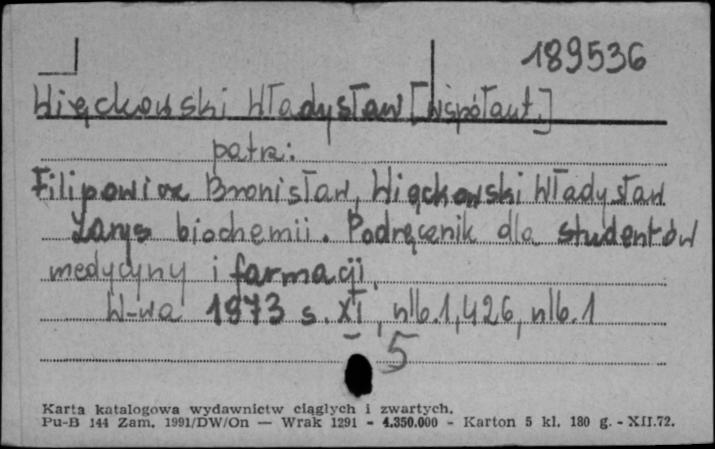 189536
Więckowski Władysław [współaut.]
patrz:
Filipowicz Bronisław, Więckowski Władysław
Zarys biochemii. Podręcznik dla studentów
medycyny i farmacji.
W-wa 1973 s. XI, nlb.1, 426, nlb.1
5
Karta katalogowa wydawnictw ciągłych i zwartych.
Pu-B 144 Zam. 1991/DW/On — Wrak 1291 - 4.350.000 - Karton 5 kl. 180 g. - XII.72.